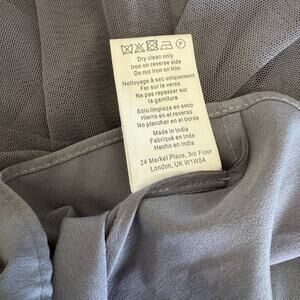 P
Dry clean only
Iron on reverse side
Do not iron on trim
Nettoyage à sec uniquement
Fer sur le verso
Ne pas repasser sur
la garniture
Sólo limpieza en seco
Hierro en el reverso
No planchar en el borde
Made in India
Fabriqué en Inde
Hecho en India
24 Market Place, 3rd Floor
London, UK W1W8A